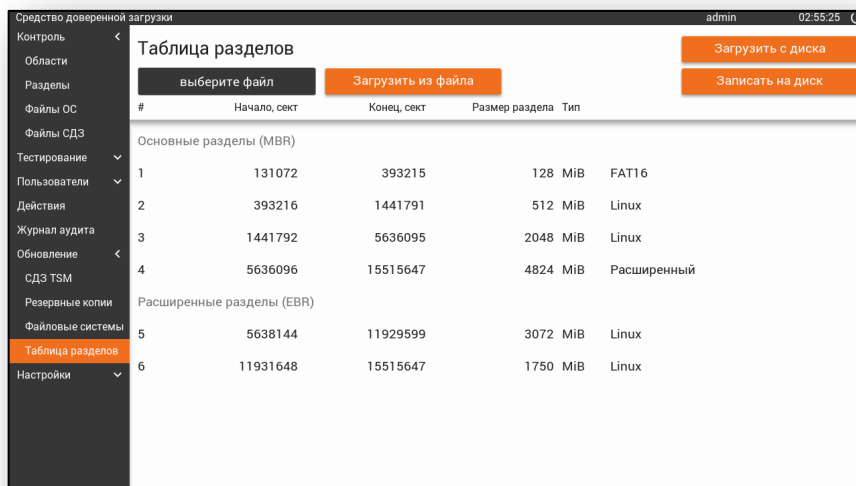 Средство доверенной загрузки admin 02:55:25
Контроль
Области
Разделы
Файлы ОС
Файлы СДЗ
Тестирование
Пользователи
Действия
Журнал аудита
Обновление
СДЗ TSM
Резервные копии
Файловые системы
Таблица разделов
Настройки
Таблица разделов
Загрузить с диска
выберите файл Загрузить из файла Записать на диск
# Начало, сект Конец, сект Размер раздела Тип
Основные разделы (MBR)
1 131072 393215 128 MiB FAT16
2 393216 1441791 512 MiB Linux
3 1441792 5636095 2048 MiB Linux
4 5636096 15515647 4824 MiB Расширенный
Расширенные разделы (EBR)
5 5638144 11929599 3072 MiB Linux
6 11931648 15515647 1750 MiB Linux